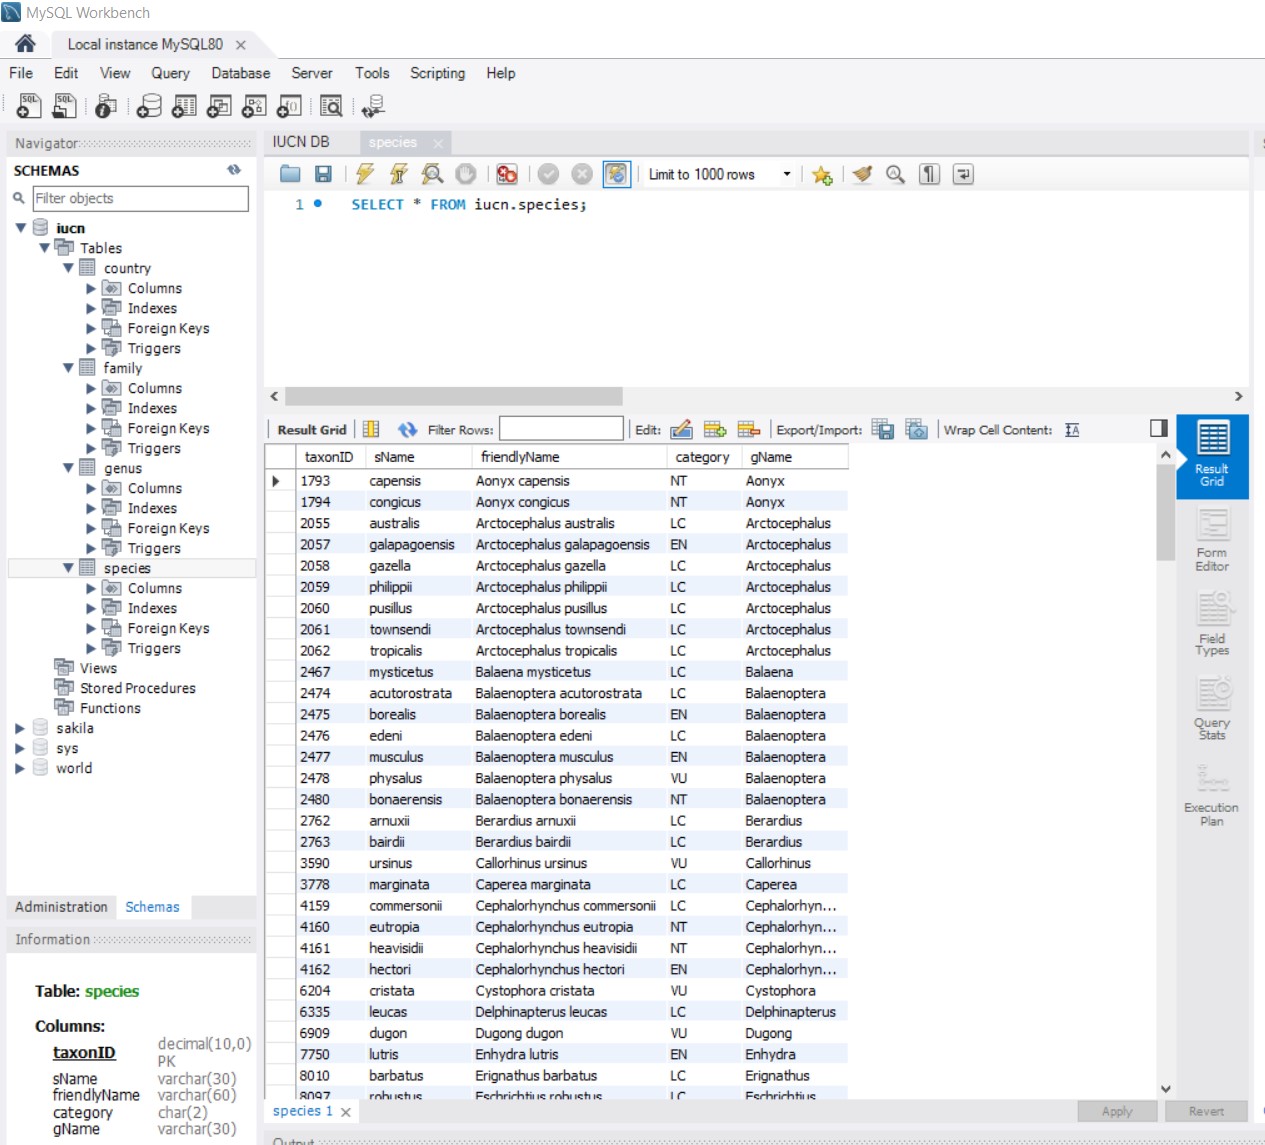 MySQL Workbench
Local instance MySQL80
File Edit View Query Database Server Tools Scripting Help
Navigator
SCHEMAS
Filter objects
iucn
Tables
country
Columns
Indexes
Foreign Keys
Triggers
family
Columns
Indexes
Foreign Keys
Triggers
genus
Columns
Indexes
Foreign Keys
Triggers
species
Columns
Indexes
Foreign Keys
Triggers
Views
Stored Procedures
Functions
sakila
sys
world
Administration Schemas
Information
Table: species
Columns:
taxonID decimal(10,0) PK
sName varchar(30)
friendlyName varchar(60)
category char(2)
gName varchar(30)
IUCN DB species
Limit to 1000 rows
1 SELECT * FROM iucn.species;
Result Grid Filter Rows: Edit: Export/Import: Wrap Cell Content:
taxonID sName friendlyName category gName
1793 capensis Aonyx capensis NT Aonyx
1794 congicus Aonyx congicus NT Aonyx
2055 australis Arctocephalus australis LC Arctocephalus
2057 galapagoensis Arctocephalus galapagoensis EN Arctocephalus
2058 gazella Arctocephalus gazella LC Arctocephalus
2059 philippii Arctocephalus philippii LC Arctocephalus
2060 pusillus Arctocephalus pusillus LC Arctocephalus
2061 townsendi Arctocephalus townsendi LC Arctocephalus
2062 tropicalis Arctocephalus tropicalis LC Arctocephalus
2467 mysticetus Balaena mysticetus LC Balaena
2474 acutorostrata Balaenoptera acutorostrata LC Balaenoptera
2475 borealis Balaenoptera borealis EN Balaenoptera
2476 edeni Balaenoptera edeni LC Balaenoptera
2477 musculus Balaenoptera musculus EN Balaenoptera
2478 physalus Balaenoptera physalus VU Balaenoptera
2480 bonaerensis Balaenoptera bonaerensis NT Balaenoptera
2762 arnuxii Berardius arnuxii LC Berardius
2763 bairdii Berardius bairdii LC Berardius
3590 ursinus Callorhinus ursinus VU Callorhinus
3778 marginata Caperea marginata LC Caperea
4159 commersonii Cephalorhynchus commersonii LC Cephalorhyn...
4160 eutropia Cephalorhynchus eutropia NT Cephalorhyn...
4161 heavisidii Cephalorhynchus heavisidii NT Cephalorhyn...
4162 hectori Cephalorhynchus hectori EN Cephalorhyn...
6204 cristata Cystophora cristata VU Cystophora
6335 leucas Delphinapterus leucas LC Delphinapterus
6909 dugon Dugong dugon VU Dugong
7750 lutris Enhydra lutris EN Enhydra
8010 barbatus Erignathus barbatus LC Erignathus
8097 robustus Eschrichtius robustus LC Eschrichtius
Result Grid
Form Editor
Field Types
Query Stats
Execution Plan
species 1
Apply Revert
Output